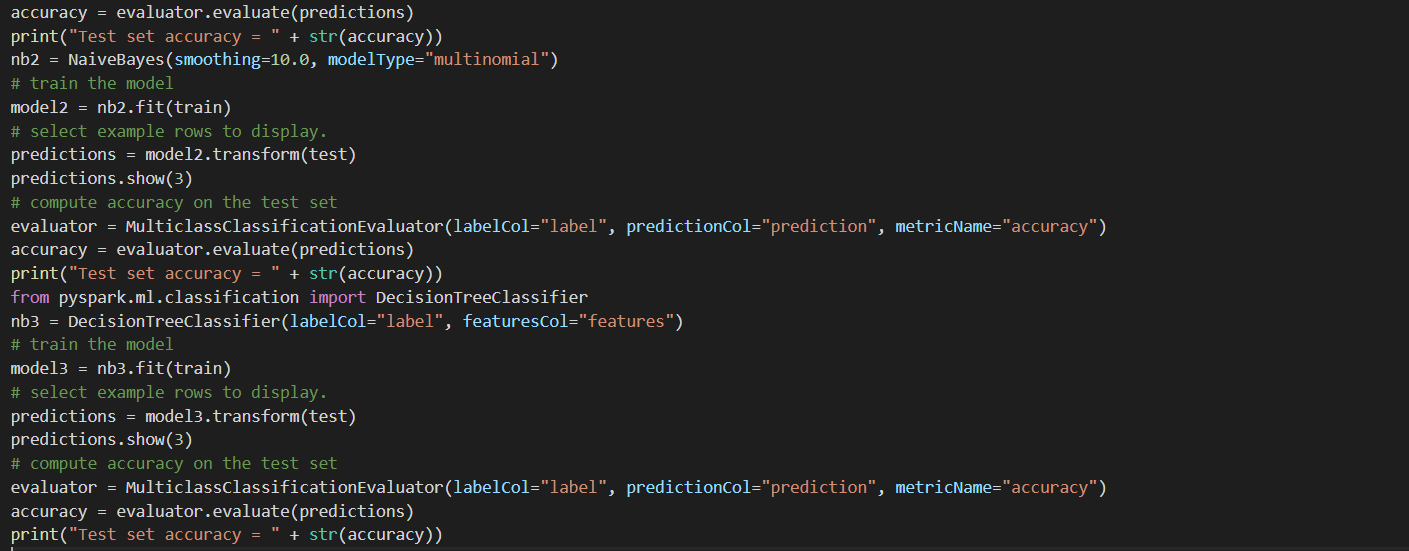 accuracy = evaluator.evaluate(predictions)
print("Test set accuracy = " + str(accuracy))
nb2 = NaiveBayes(smoothing=10.0, modelType="multinomial")
# train the model
model2 = nb2.fit(train)
# select example rows to display.
predictions = model2.transform(test)
predictions.show(3)
# compute accuracy on the test set
evaluator = MulticlassClassificationEvaluator(labelCol="label", predictionCol="prediction", metricName="accuracy")
accuracy = evaluator.evaluate(predictions)
print("Test set accuracy = " + str(accuracy))
from pyspark.ml.classification import DecisionTreeClassifier
nb3 = DecisionTreeClassifier(labelCol="label", featuresCol="features")
# train the model
model3 = nb3.fit(train)
# select example rows to display.
predictions = model3.transform(test)
predictions.show(3)
# compute accuracy on the test set
evaluator = MulticlassClassificationEvaluator(labelCol="label", predictionCol="prediction", metricName="accuracy")
accuracy = evaluator.evaluate(predictions)
print("Test set accuracy = " + str(accuracy))